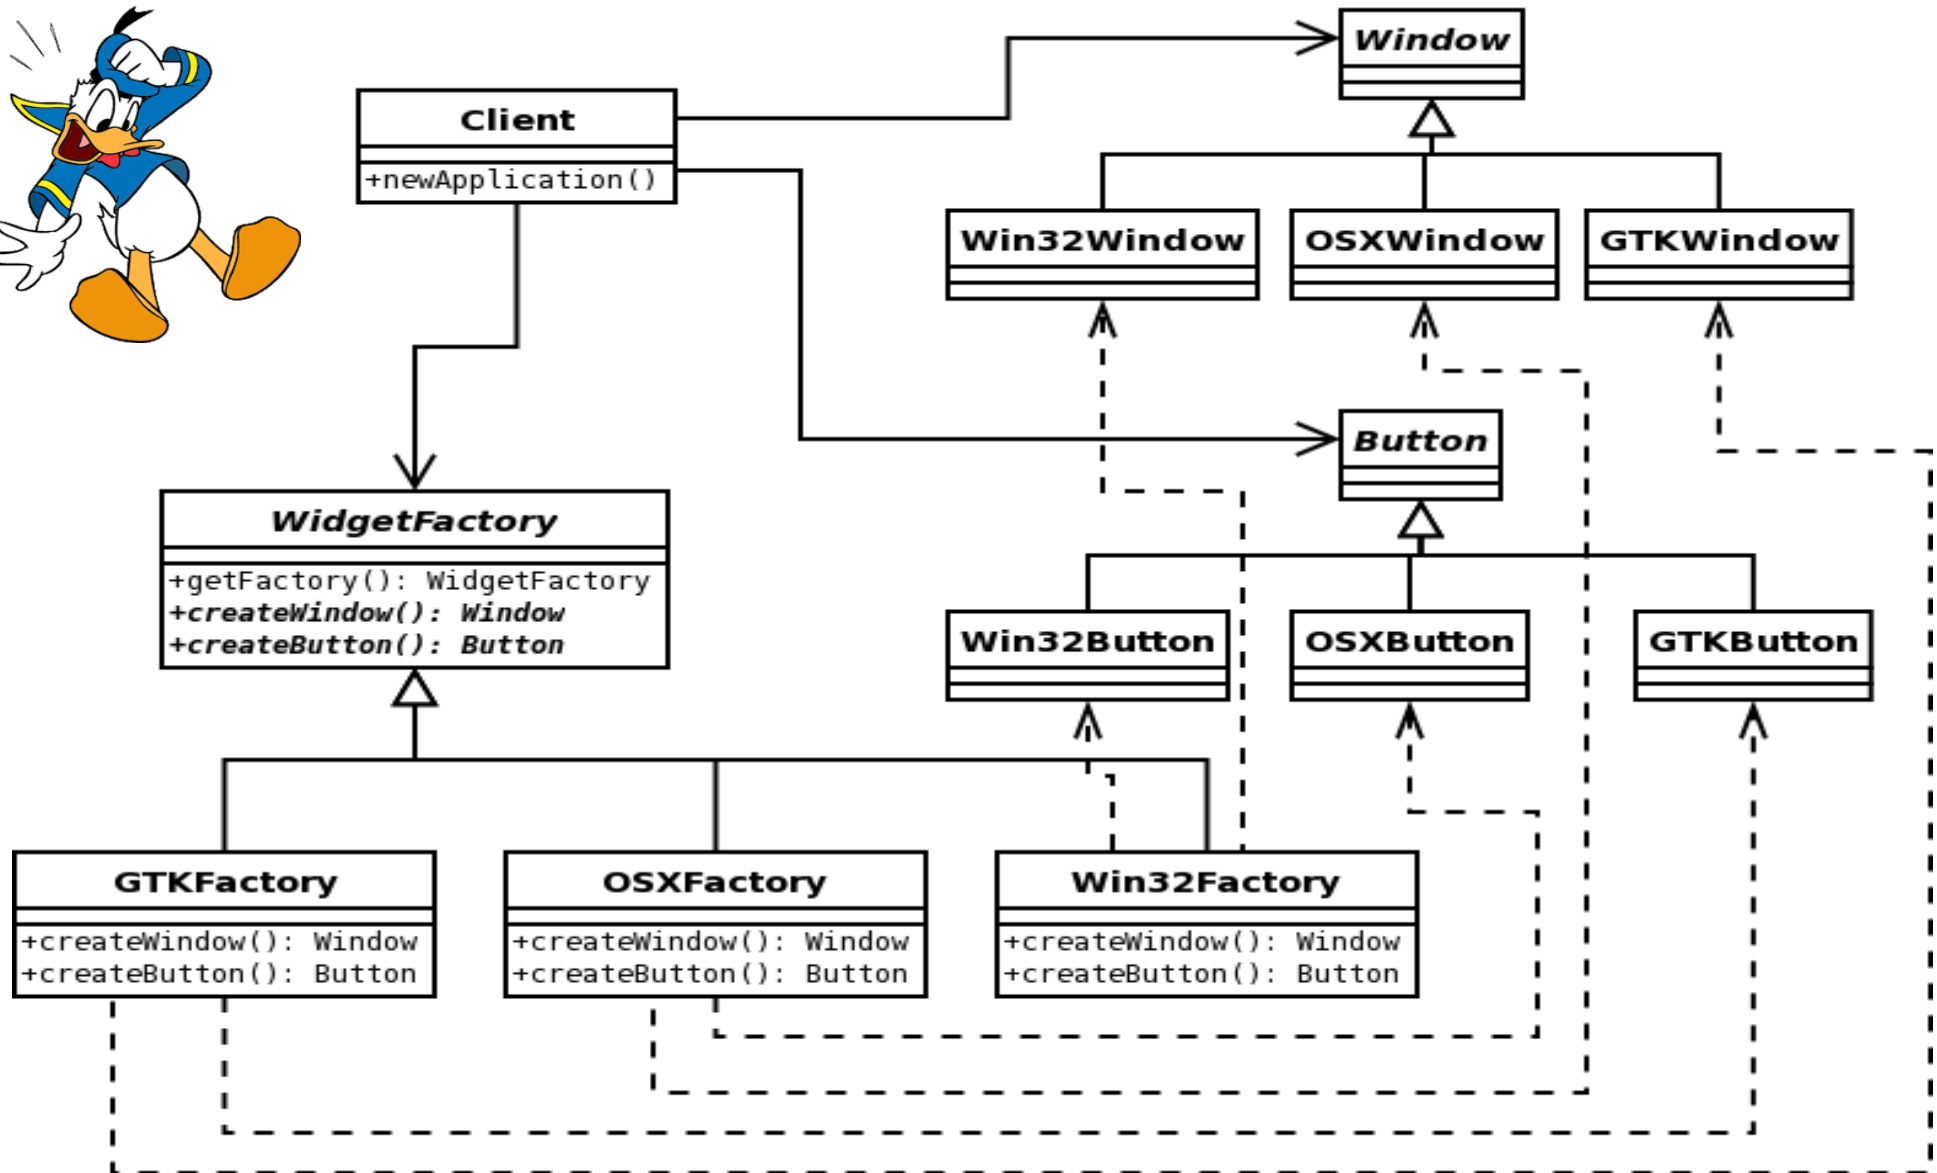 Window
Client
+newApplication()
Win32Window
OSXWindow
GTKWindow
Button
WidgetFactory
+getFactory(): WidgetFactory
+createWindow(): Window
+createButton(): Button
Win32Button
OSXButton
GTKButton
GTKFactory
+createWindow(): Window
+createButton(): Button
OSXFactory
+createWindow(): Window
+createButton(): Button
Win32Factory
+createWindow(): Window
+createButton(): Button